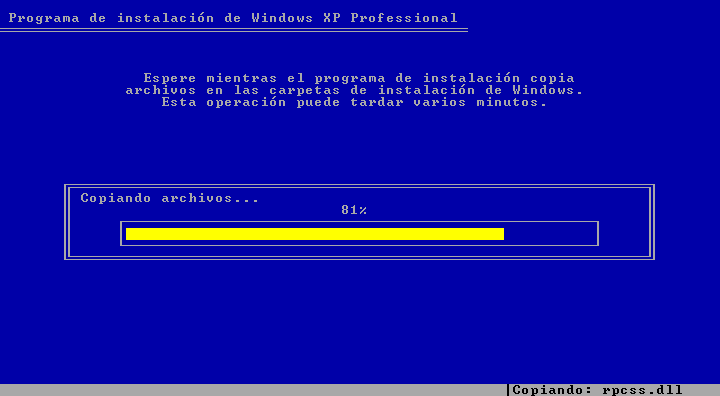 Programa de instalación de Windows XP Professional
Espere mientras el programa de instalación copia
archivos en las carpetas de instalación de Windows.
Esta operación puede tardar varios minutos.
Copiando archivos...
81%
Copiando: rpcss.dll